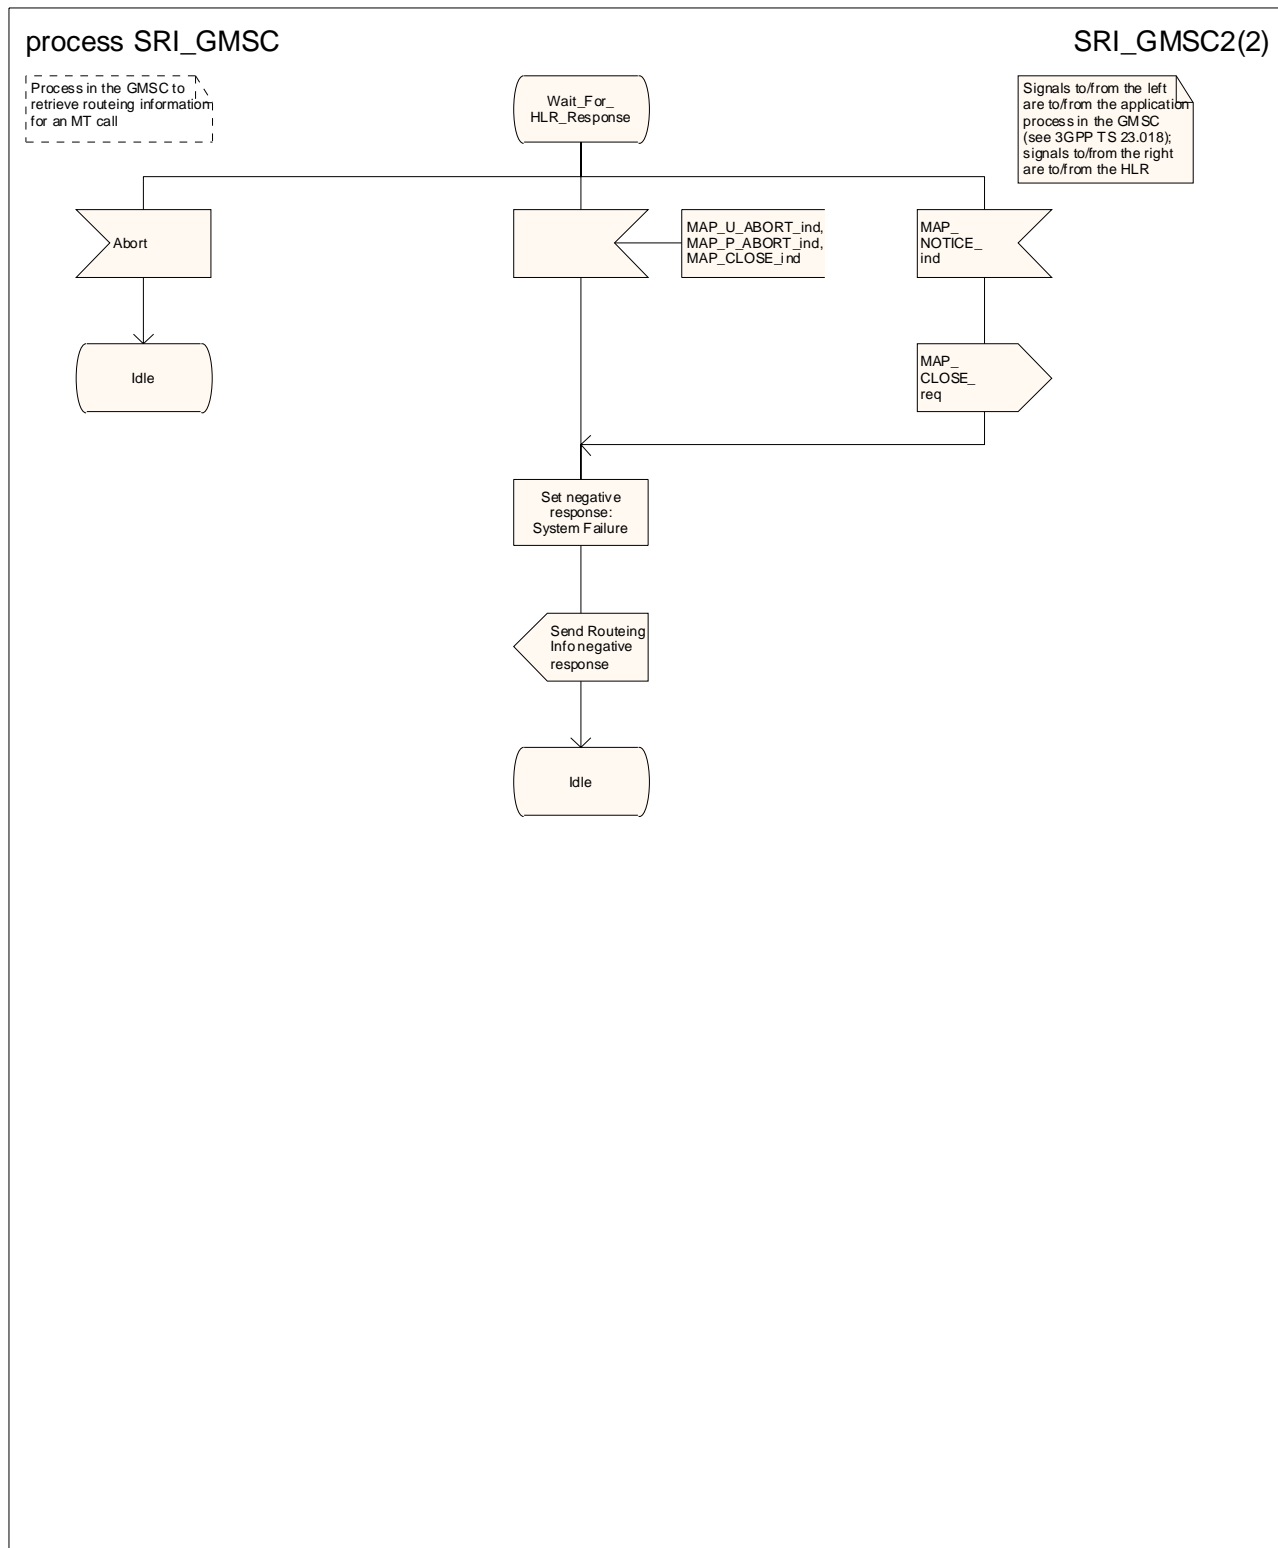 process SRI_GMSC
SRI_GMSC2(2)
Process in the GMSC to
retrieve routeing information
for an MT call
Wait_For_
HLR_Response
Signals to/from the left
are to/from the application
process in the GMSC
(see 3GPP TS 23.018);
signals to/from the right
are to/from the HLR
Abort
MAP_U_ABORT_ind,
MAP_P_ABORT_ind,
MAP_CLOSE_ind
MAP_
NOTICE_
ind
Idle
MAP_
CLOSE_
req
Set negative
response:
System Failure
Send Routeing
Info negative
response
Idle